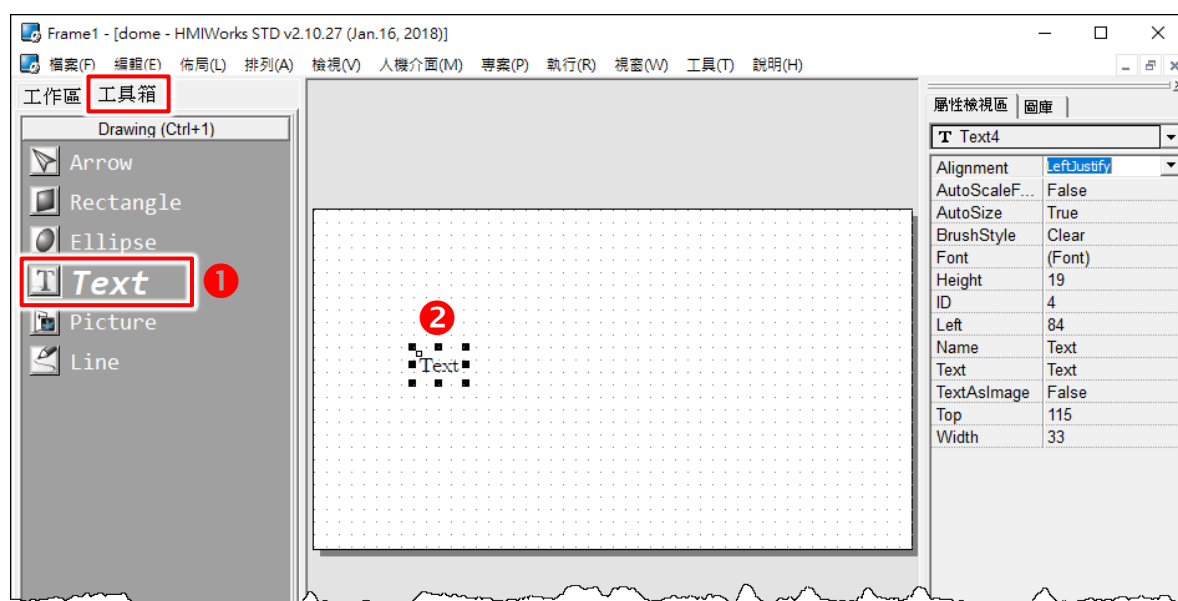 Frame1 - [dome - HMIWorks STD v2.10.27 (Jan.16, 2018)]
檔案(F) 編輯(E) 佈局(L) 排列(A) 檢視(V) 人機介面(M) 專案(P) 執行(R) 視窗(W) 工具(T) 說明(H)
工作區 工具箱
Drawing (Ctrl+1)
Arrow
Rectangle
Ellipse
Text 1
Picture
Line
2
Text
屬性檢視區 圖庫
T Text4
Alignment LeftJustify
AutoScaleF... False
AutoSize True
BrushStyle Clear
Font (Font)
Height 19
ID 4
Left 84
Name Text
Text Text
TextAsImage False
Top 115
Width 33